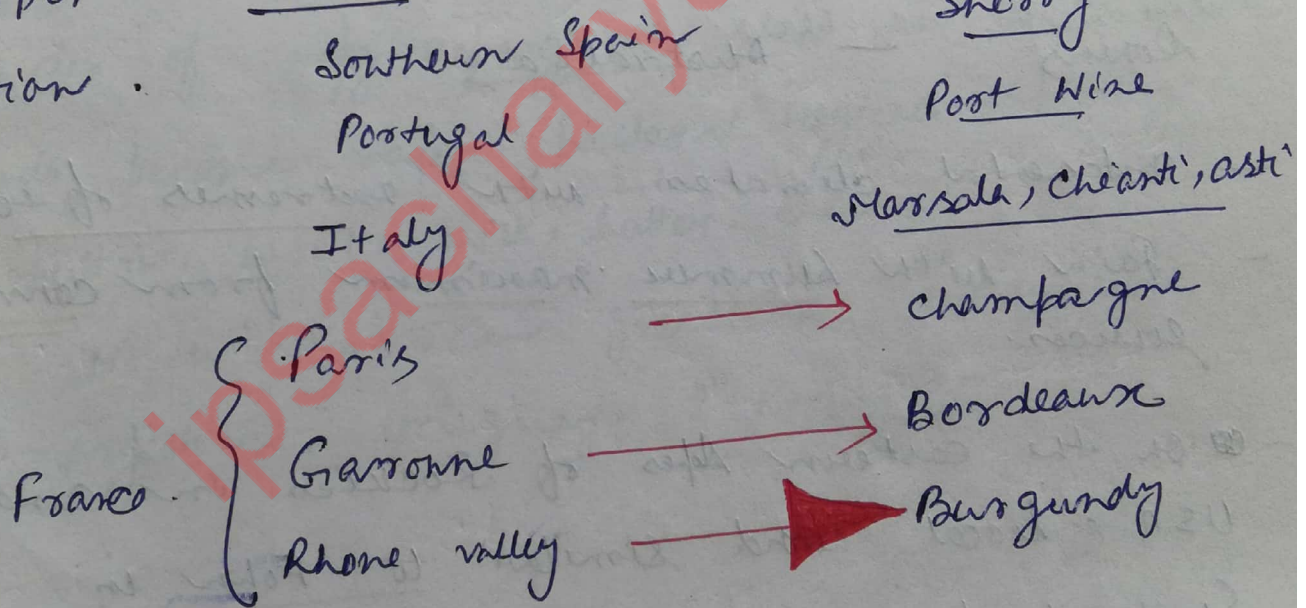 Southern Spain Sherry
ion .
Portugal Port Wine
Italy Marsala, Chianti, asti
Paris Champagne
Garonne Bordeaux
France . Rhone valley Burgundy
ipsachary